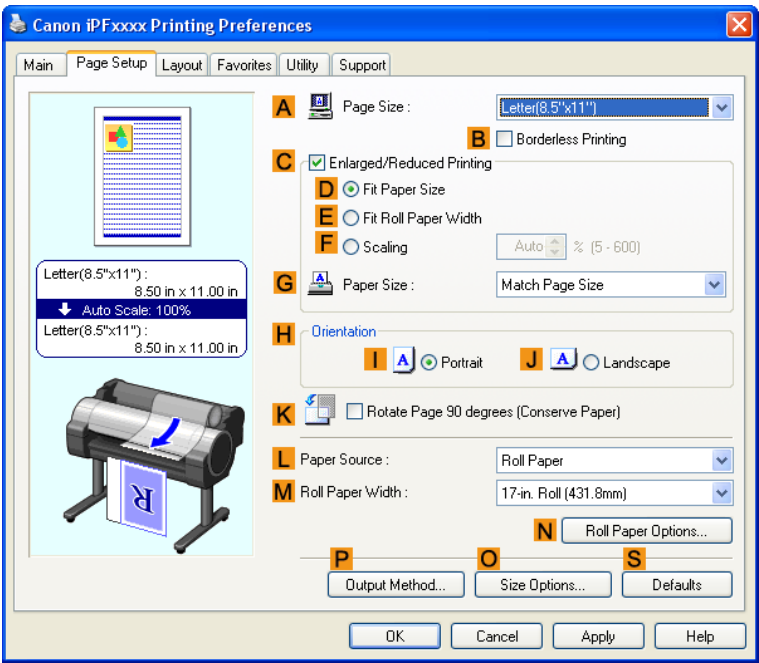 Canon iPFxxxx Printing Preferences
Main Page Setup Layout Favorites Utility Support
A Page Size : Letter(8.5"x11")
B Borderless Printing
C Enlarged/Reduced Printing
D Fit Paper Size
E Fit Roll Paper Width
F Scaling Auto % (5 - 600)
G A Paper Size : Match Page Size
Letter(8.5"x11") :
8.50 in x 11.00 in
Auto Scale: 100%
Letter(8.5"x11") :
8.50 in x 11.00 in
H Orientation
I A Portrait J A Landscape
K Rotate Page 90 degrees (Conserve Paper)
L Paper Source : Roll Paper
M Roll Paper Width : 17-in. Roll (431.8mm)
R
N Roll Paper Options...
P O S
Output Method... Size Options... Defaults
OK Cancel Apply Help